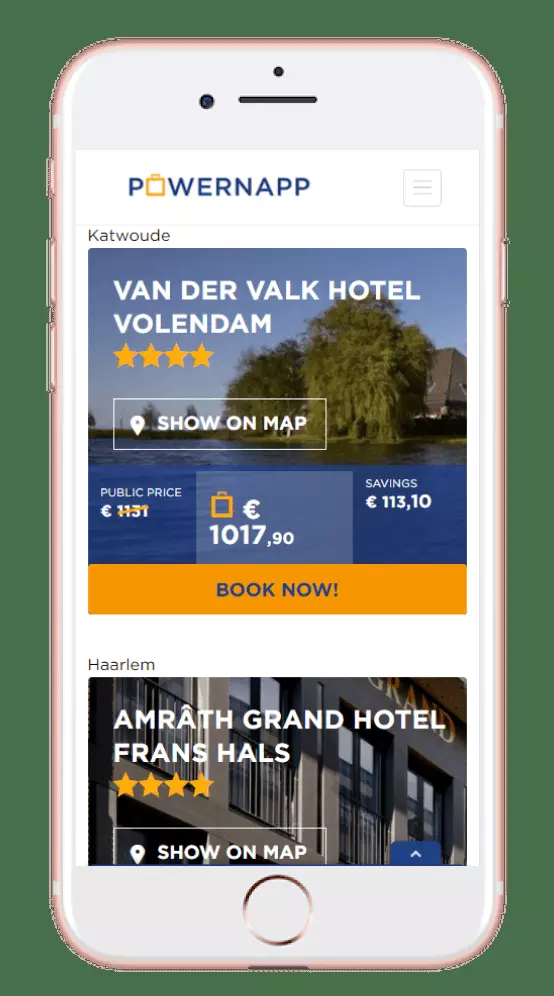 POWERNAPP
Katwoude
VAN DER VALK HOTEL
VOLENDAM
SHOW ON MAP
PUBLIC PRICE
€ 1131
€
1017,90
SAVINGS
€ 113,10
BOOK NOW!
Haarlem
GRAND
AMRÂTH GRAND HOTEL
FRANS HALS
SHOW ON MAP